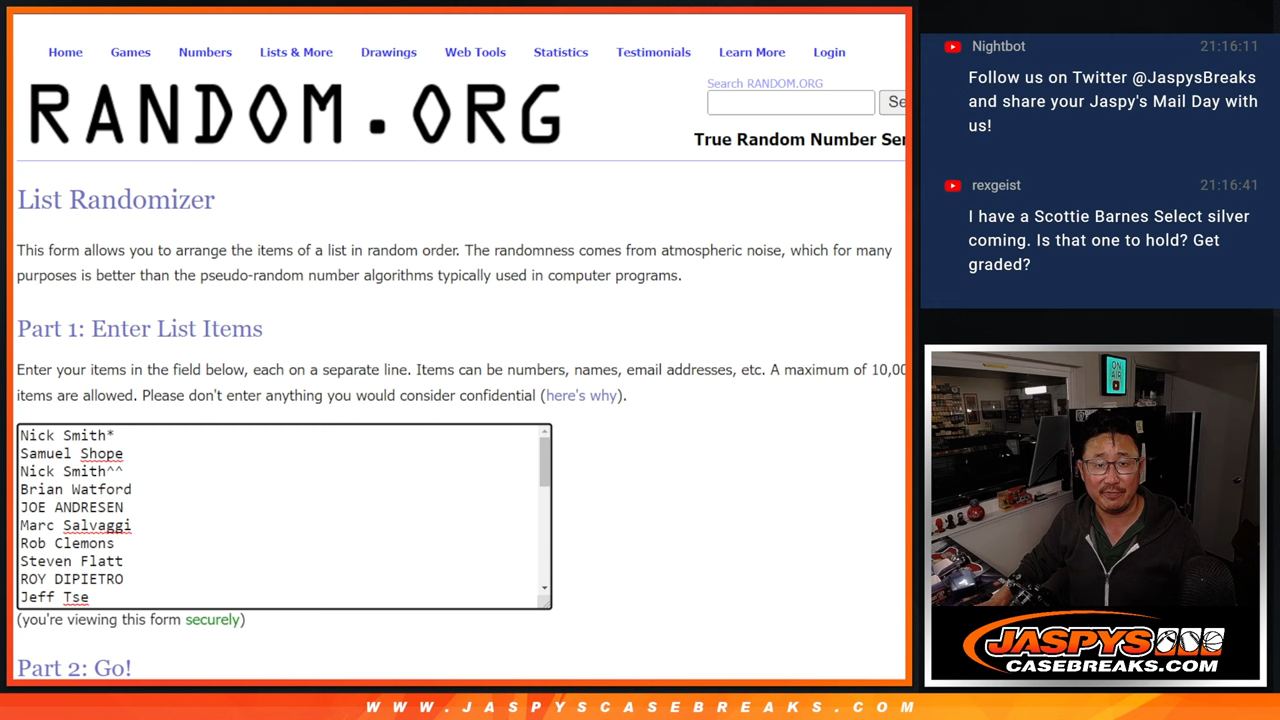 Home Games Numbers Lists & More Drawings Web Tools Statistics Testimonials Learn More Login
RANDOM.ORG
Search RANDOM.ORG
Se
True Random Number Ser
List Randomizer
This form allows you to arrange the items of a list in random order. The randomness comes from atmospheric noise, which for many
purposes is better than the pseudo-random number algorithms typically used in computer programs.
Part 1: Enter List Items
Enter your items in the field below, each on a separate line. Items can be numbers, names, email addresses, etc. A maximum of 10,00
items are allowed. Please don't enter anything you would consider confidential (here's why).
Nick Smith*
Samuel Shope
Nick Smith^^
Brian Watford
JOE ANDRESEN
Marc Salvaggi
Rob Clemons
Steven Flatt
ROY DIPIETRO
Jeff Tse
(you're viewing this form securely)
Part 2: Go!
Nightbot 21:16:11
Follow us on Twitter @JaspysBreaks
and share your Jaspy's Mail Day with
us!
rexgeist 21:16:41
I have a Scottie Barnes Select silver
coming. Is that one to hold? Get
graded?
ON
AIR
JASPYS
CASEBREAKS.COM
WWW.JASPYSCASEBREAKS.COM